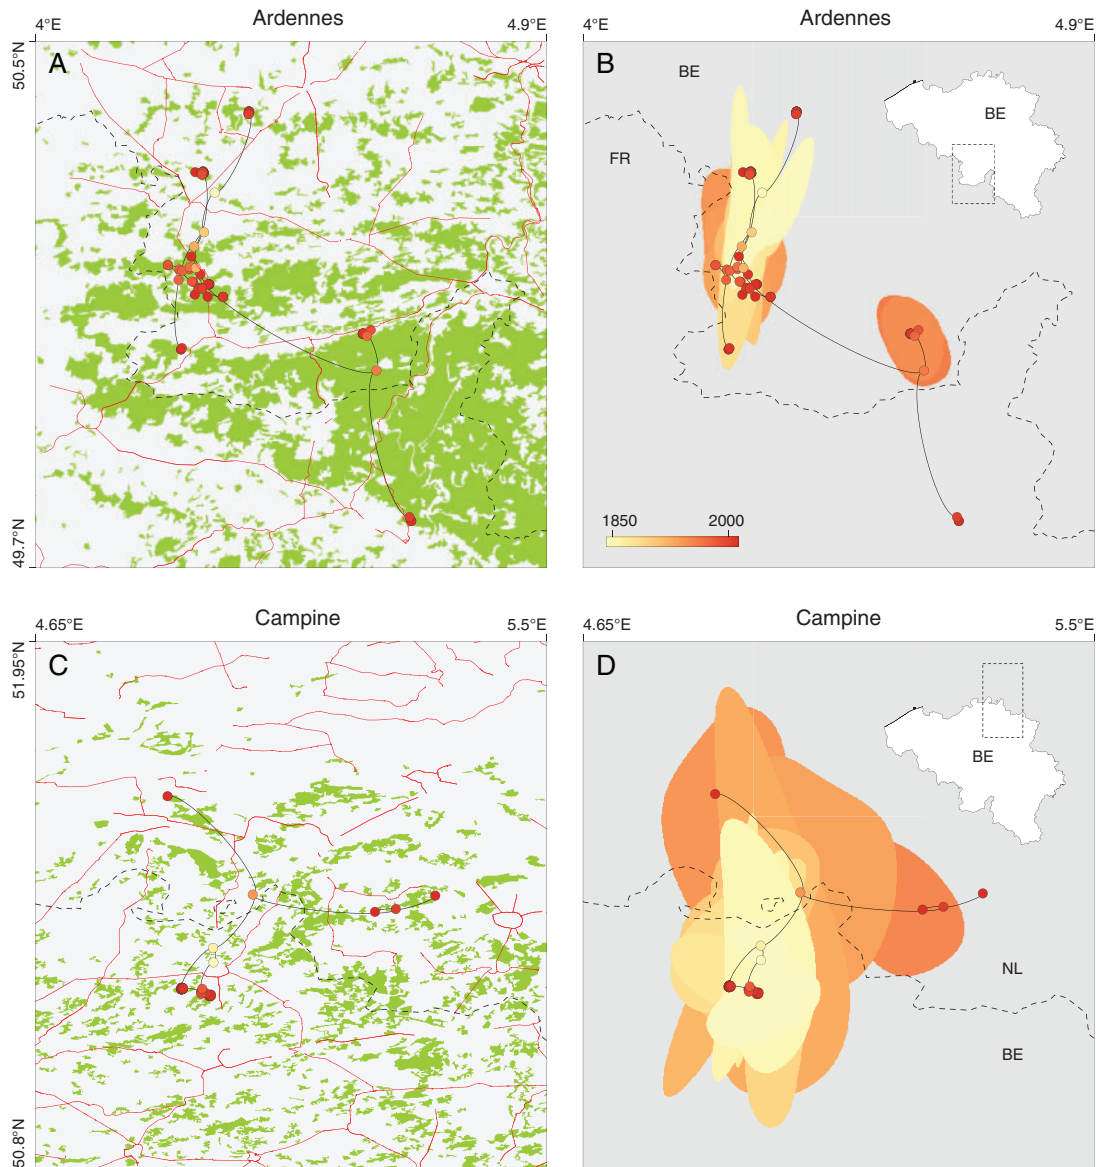 Ardennes
4°E
4.9°E
50.5°N
49.7°N
A
Ardennes
4°E
4.9°E
B
BE
FR
BE
1850
2000
Campine
4.65°E
5.5°E
51.95°N
50.8°N
C
Campine
4.65°E
5.5°E
D
BE
NL
BE